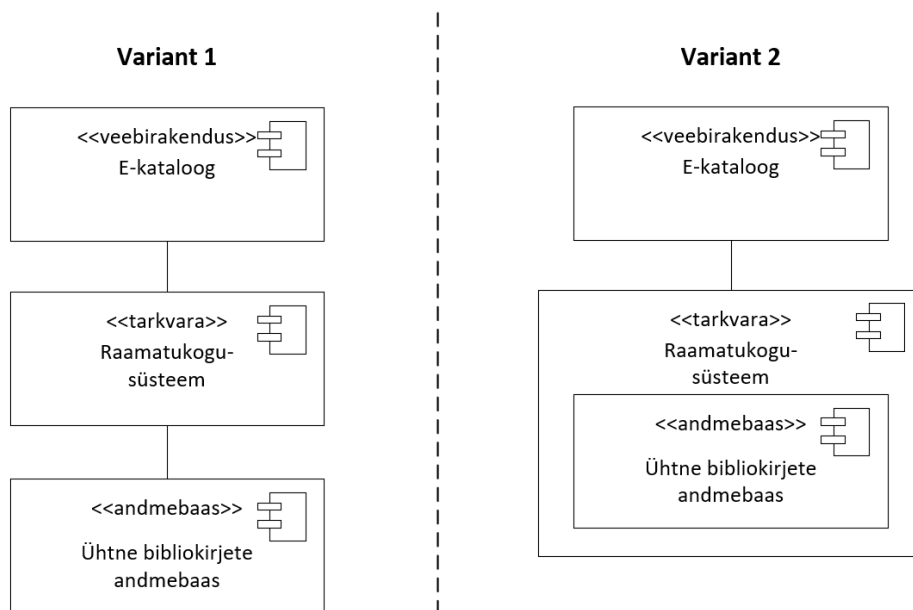 Variant 1
<<veebirakendus>>
E-kataloog
<<tarkvara>>
Raamatukogu-
süsteem
<<andmebaas>>
Ühtne bibliokirjete
andmebaas
Variant 2
<<veebirakendus>>
E-kataloog
<<tarkvara>>
Raamatukogu-
süsteem
<<andmebaas>>
Ühtne bibliokirjete
andmebaas